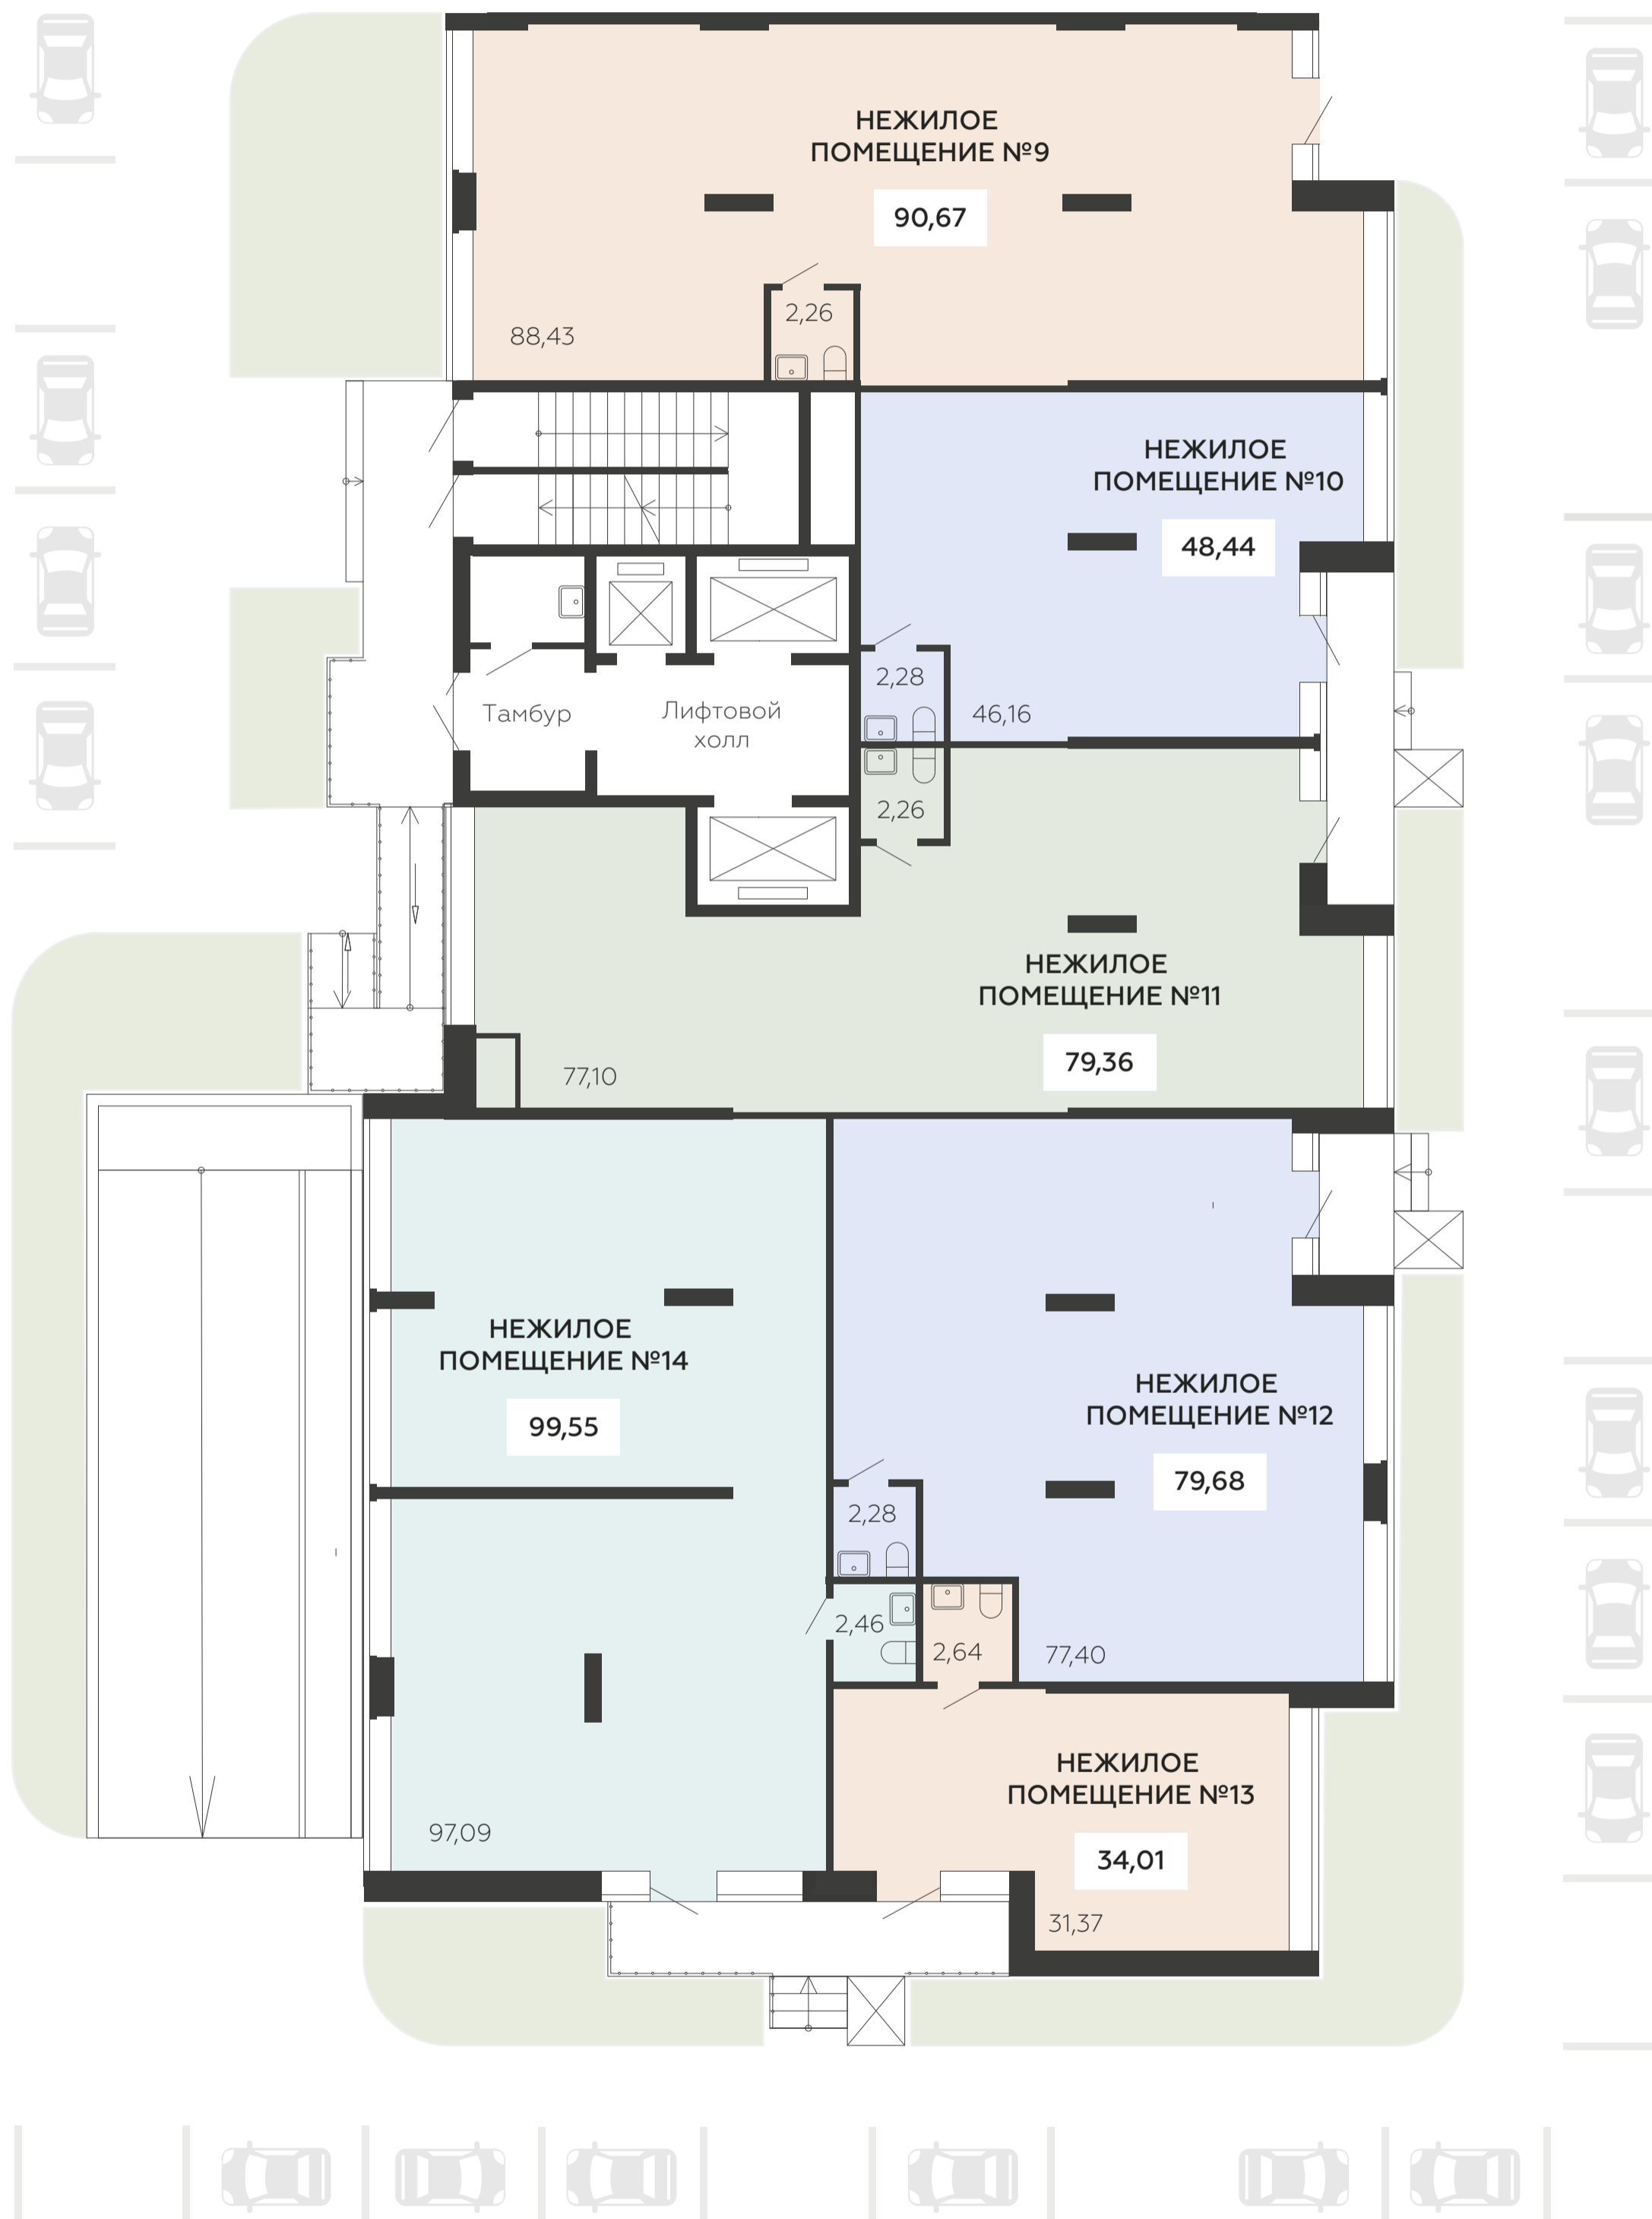 НЕЖИЛОЕ
ПОМЕЩЕНИЕ №9
90,67
2,26
88,43
НЕЖИЛОЕ
ПОМЕЩЕНИЕ №10
48,44
2,28
46,16
Тамбур
Лифтовой
холл
2,26
НЕЖИЛОЕ
ПОМЕЩЕНИЕ №11
79,36
77,10
НЕЖИЛОЕ
ПОМЕЩЕНИЕ №14
99,55
НЕЖИЛОЕ
ПОМЕЩЕНИЕ №12
79,68
2,28
2,46
2,64
77,40
НЕЖИЛОЕ
ПОМЕЩЕНИЕ №13
34,01
97,09
31,37